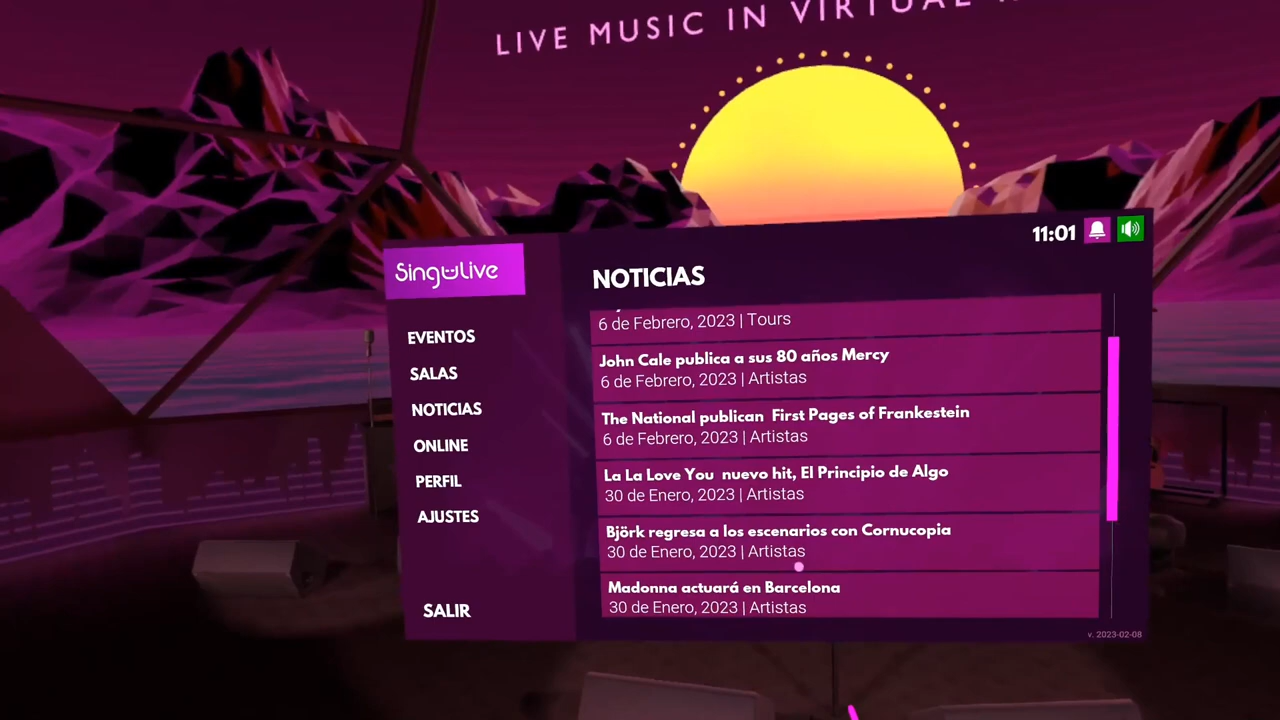 LIVE MUSIC IN VIRTUAL
11:01
Singulive
NOTICIAS
EVENTOS
SALAS
NOTICIAS
ONLINE
PERFIL
AJUSTES
SALIR
6 de Febrero, 2023 | Tours
John Cale publica a sus 80 años Mercy
6 de Febrero, 2023 | Artistas
The National publican  First Pages of Frankestein
6 de Febrero, 2023 | Artistas
La La Love You  nuevo hit, El Principio de Algo
30 de Enero, 2023 | Artistas
Björk regresa a los escenarios con Cornucopia
30 de Enero, 2023 | Artistas
Madonna actuará en Barcelona
30 de Enero, 2023 | Artistas
v. 2023-02-08